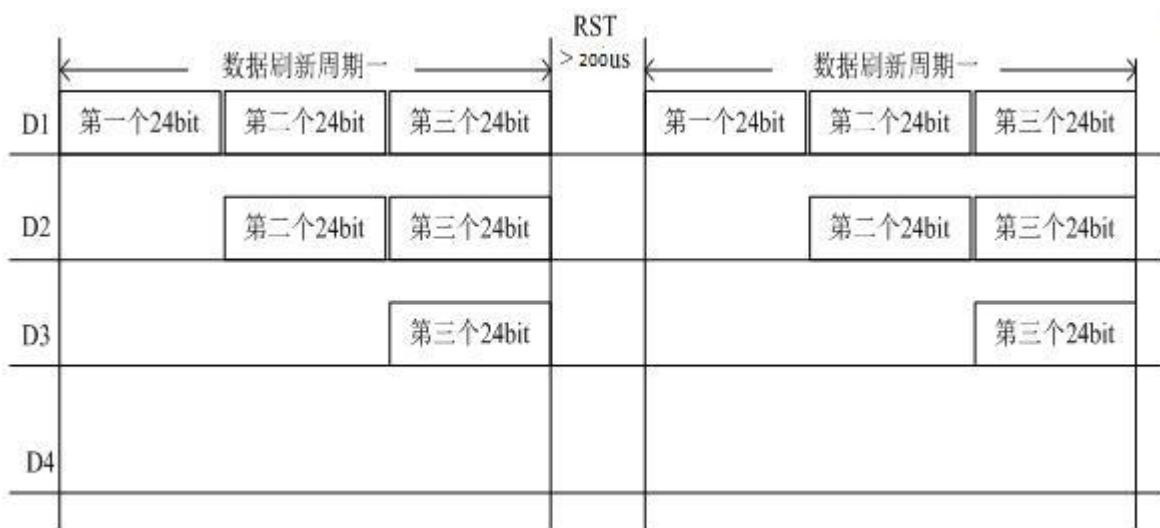 RST
> 200us
数据刷新周期一
数据刷新周期一
D1
第一个24bit
第二个24bit
第三个24bit
第一个24bit
第二个24bit
第三个24bit
D2
第二个24bit
第三个24bit
第二个24bit
第三个24bit
D3
第三个24bit
第三个24bit
D4